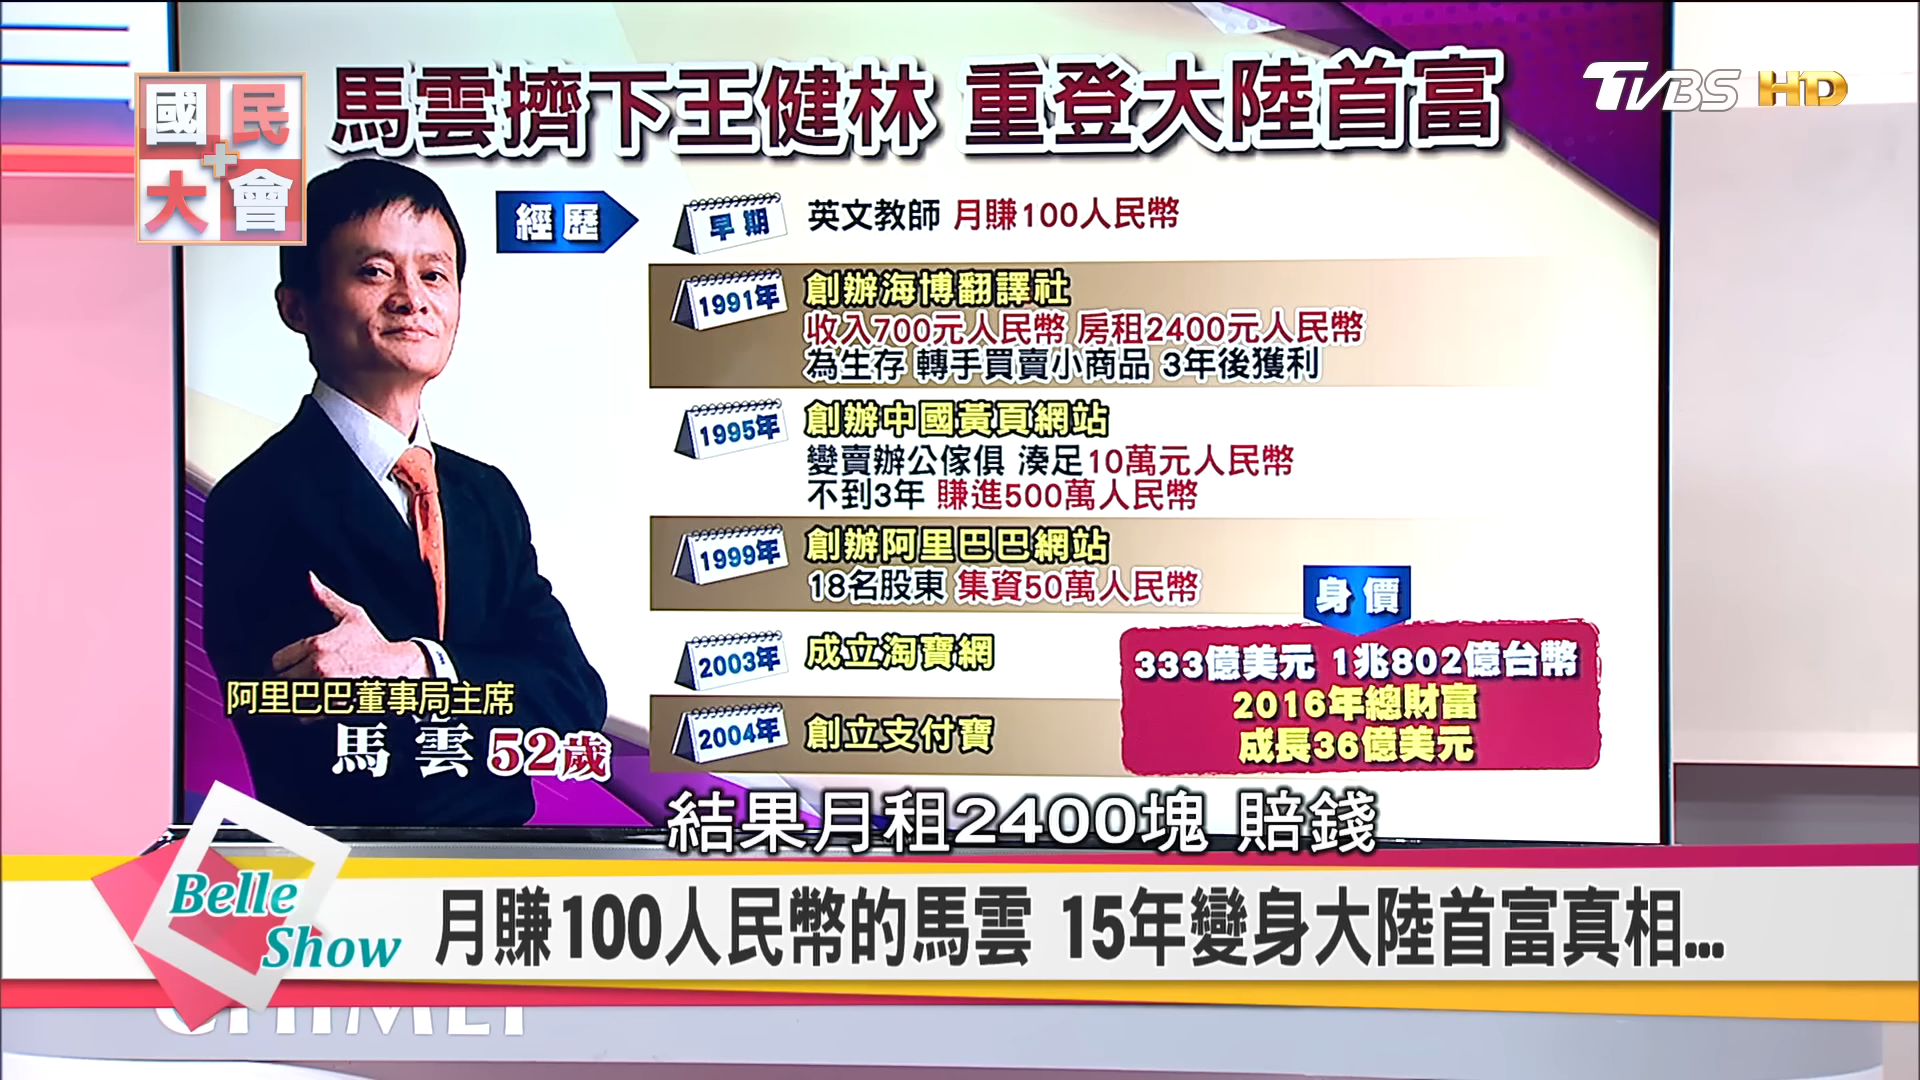 馬雲擠下王健林 重登大陸首富
TVBS HD
國民
大會
經歷
早期
英文教師 月賺100人民幣
1991年
創辦海博翻譯社
收入700元人民幣 房租2400元人民幣
為生存 轉手買賣小商品 3年後獲利
1995年
創辦中國黃頁網站
變賣辦公傢俱 湊足10萬元人民幣
不到3年 賺進500萬人民幣
1999年
創辦阿里巴巴網站
18名股東 集資50萬人民幣
2003年
成立淘寶網
2004年
創立支付寶
身價
333億美元 1兆802億台幣
2016年總財富
成長36億美元
阿里巴巴董事局主席
馬雲 52歲
結果月租2400塊 賠錢
Belle
Show
月賺100人民幣的馬雲 15年變身大陸首富真相...
CHIMEI